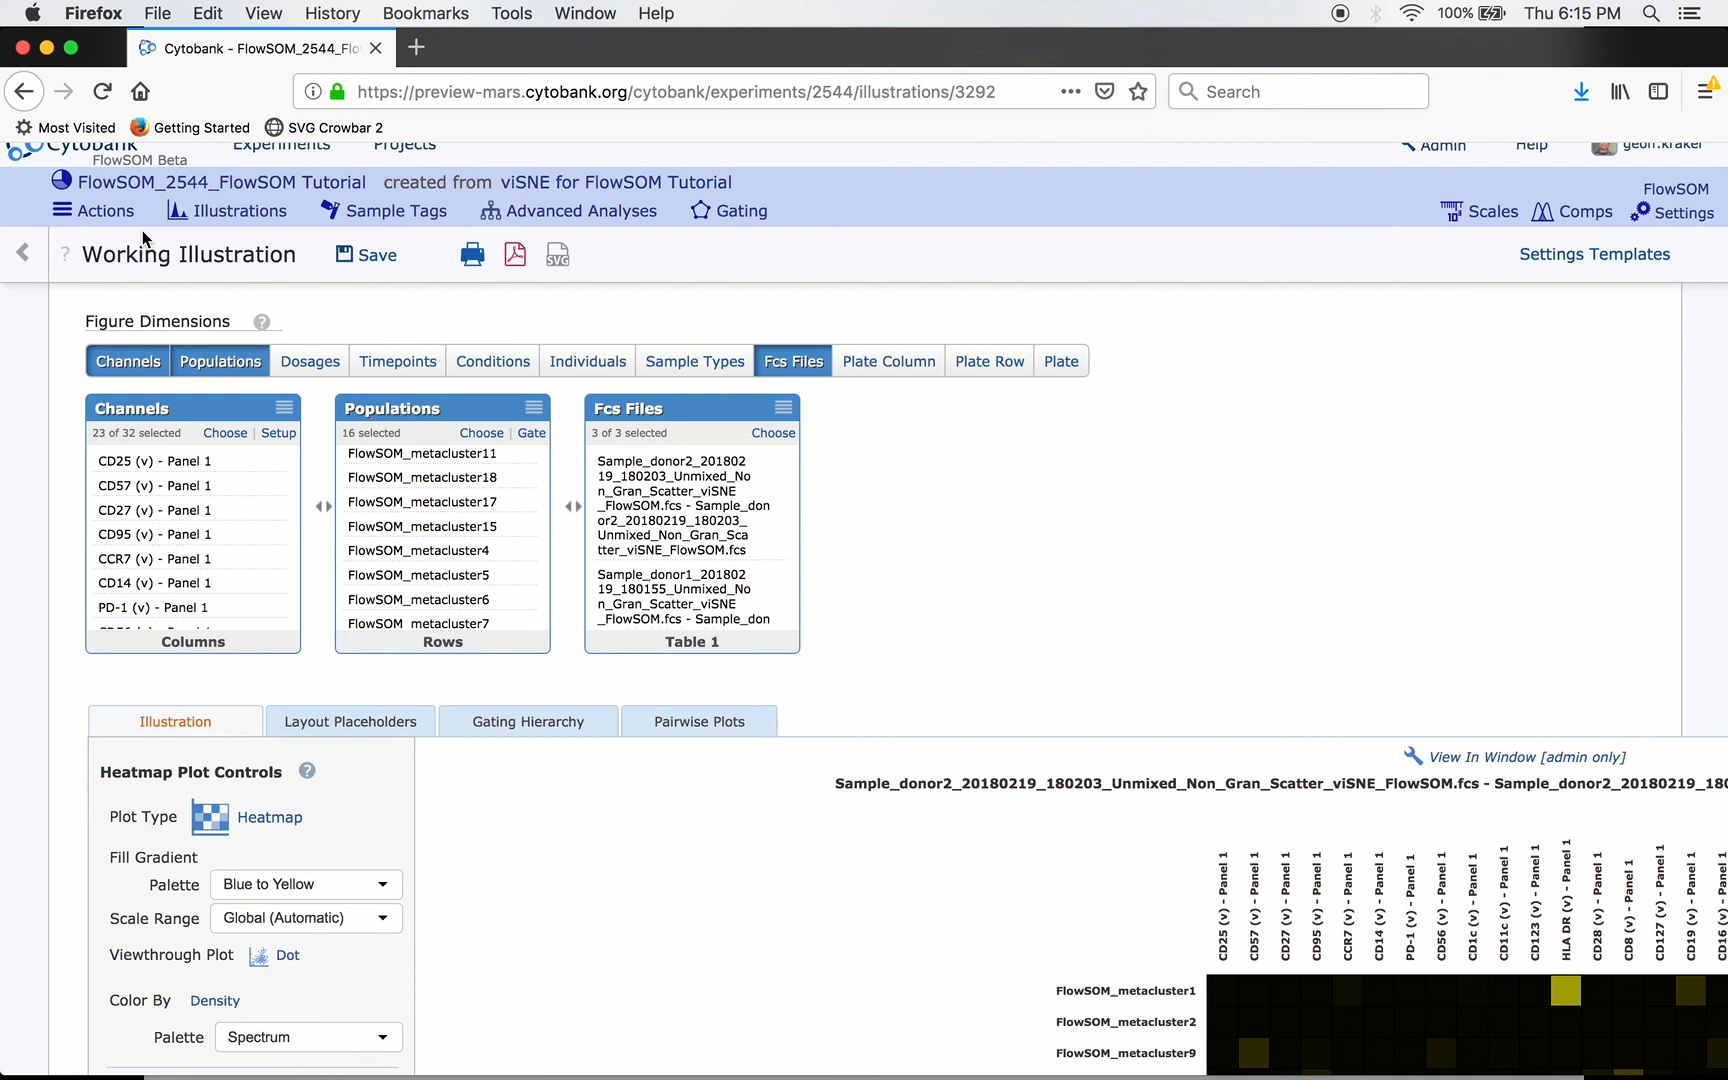 Firefox File Edit View History Bookmarks Tools Window Help 100% Thu 6:15 PM
Cytobank - FlowSOM_2544_Flo
https://preview-mars.cytobank.org/cytobank/experiments/2544/illustrations/3292 Search
Most Visited Getting Started SVG Crowbar 2
Cytobank Experiments Projects Admin Help geoff.kraker
FlowSOM Beta
FlowSOM_2544_FlowSOM Tutorial created from viSNE for FlowSOM Tutorial FlowSOM
Actions Illustrations Sample Tags Advanced Analyses Gating Scales Comps Settings
? Working Illustration Save SVG Settings Templates
Figure Dimensions ?
Channels Populations Dosages Timepoints Conditions Individuals Sample Types Fcs Files Plate Column Plate Row Plate
Channels
23 of 32 selected Choose | Setup
CD25 (v) - Panel 1
CD57 (v) - Panel 1
CD27 (v) - Panel 1
CD95 (v) - Panel 1
CCR7 (v) - Panel 1
CD14 (v) - Panel 1
PD-1 (v) - Panel 1
Columns
Populations
16 selected Choose | Gate
FlowSOM_metacluster11
FlowSOM_metacluster18
FlowSOM_metacluster17
FlowSOM_metacluster15
FlowSOM_metacluster4
FlowSOM_metacluster5
FlowSOM_metacluster6
FlowSOM_metacluster7
Rows
Fcs Files
3 of 3 selected Choose
Sample_donor2_201802
19_180203_Unmixed_No
n_Gran_Scatter_viSNE
_FlowSOM.fcs - Sample_don
or2_20180219_180203_
Unmixed_Non_Gran_Sca
tter_viSNE_FlowSOM.fcs
Sample_donor1_201802
19_180155_Unmixed_No
n_Gran_Scatter_viSNE
_FlowSOM.fcs - Sample_don
Table 1
Illustration Layout Placeholders Gating Hierarchy Pairwise Plots
Heatmap Plot Controls ?
Plot Type Heatmap
Fill Gradient
Palette Blue to Yellow
Scale Range Global (Automatic)
Viewthrough Plot Dot
Color By Density
Palette Spectrum
View In Window [admin only]
Sample_donor2_20180219_180203_Unmixed_Non_Gran_Scatter_viSNE_FlowSOM.fcs - Sample_donor2_20180219_180
CD25 (v) - Panel 1
CD57 (v) - Panel 1
CD27 (v) - Panel 1
CD95 (v) - Panel 1
CCR7 (v) - Panel 1
CD14 (v) - Panel 1
PD-1 (v) - Panel 1
CD56 (v) - Panel 1
CD1c (v) - Panel 1
CD11c (v) - Panel 1
CD123 (v) - Panel 1
HLA DR (v) - Panel 1
CD28 (v) - Panel 1
CD8 (v) - Panel 1
CD127 (v) - Panel 1
CD19 (v) - Panel 1
CD16 (v) - Panel 1
FlowSOM_metacluster1
FlowSOM_metacluster2
FlowSOM_metacluster9